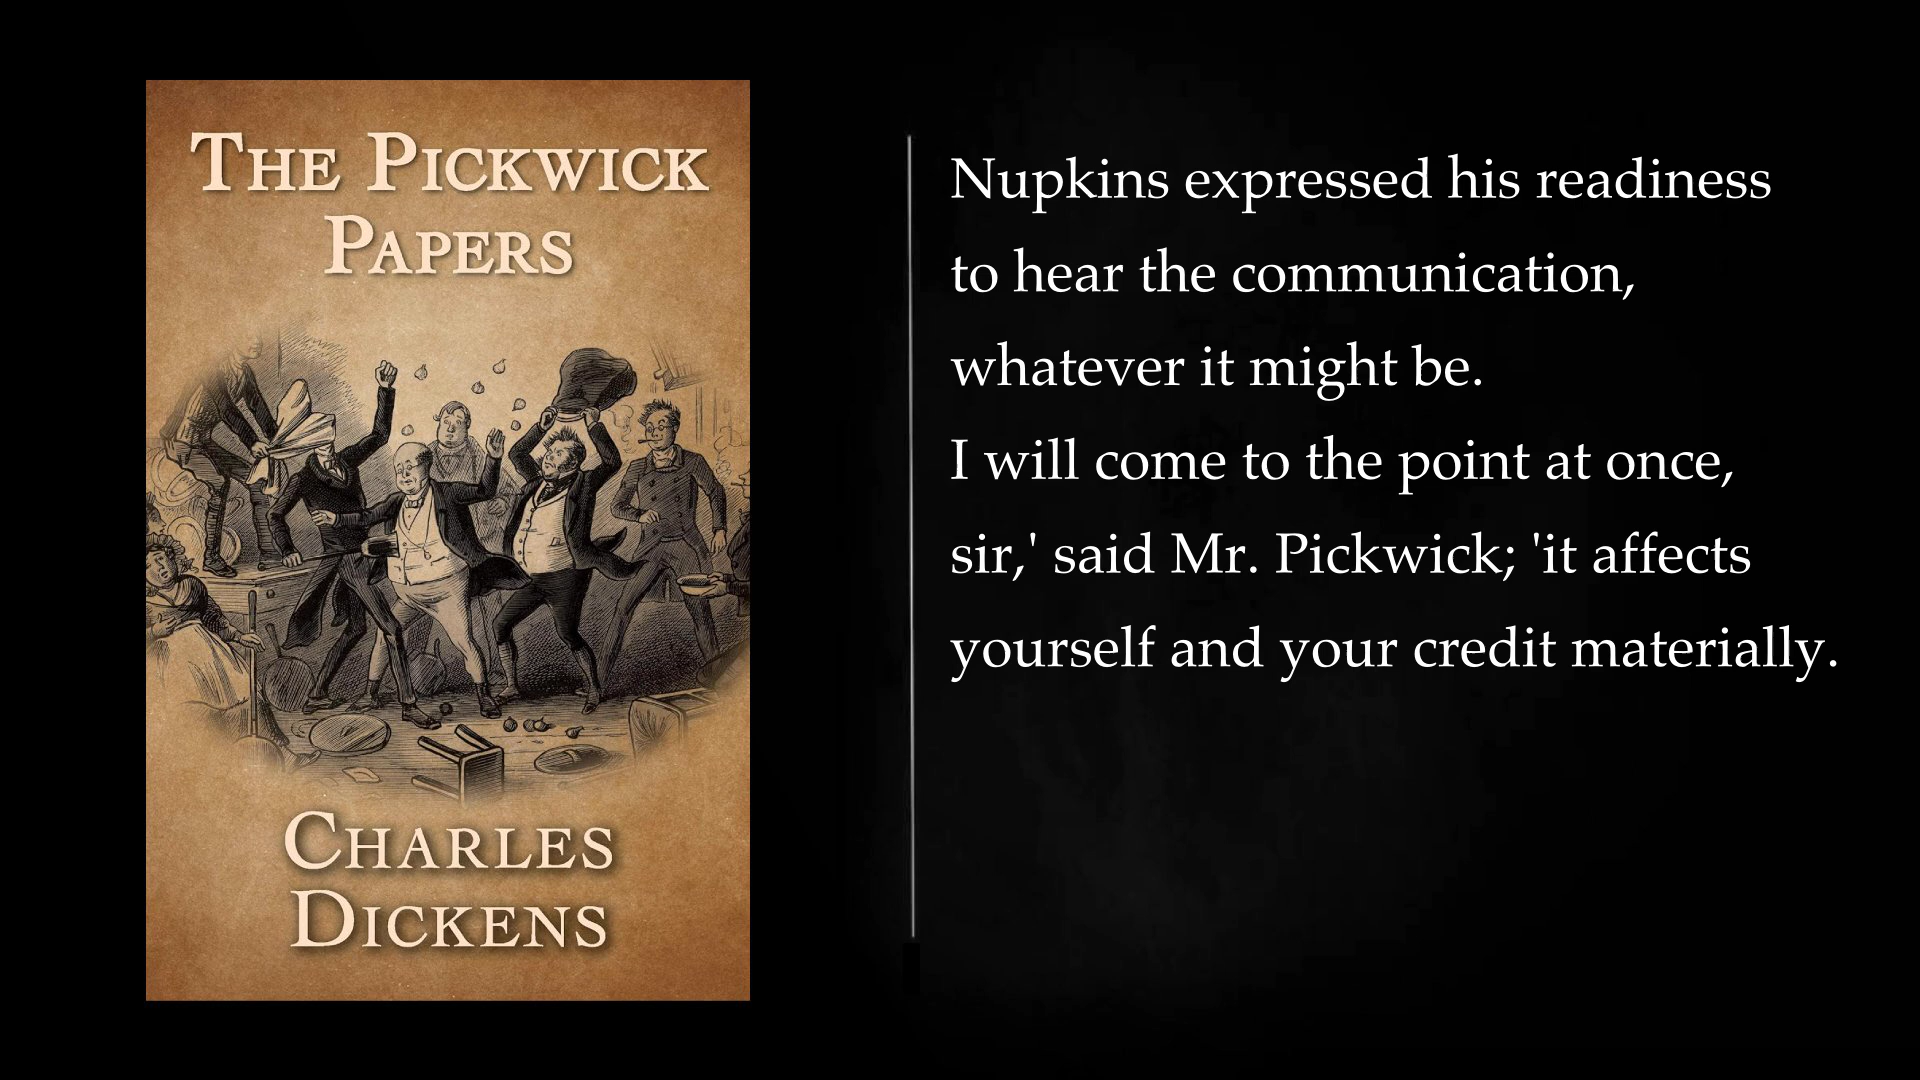 The Pickwick
Papers
Charles
Dickens
Nupkins expressed his readiness
to hear the communication,
whatever it might be.
I will come to the point at once,
sir,' said Mr. Pickwick; 'it affects
yourself and your credit materially.